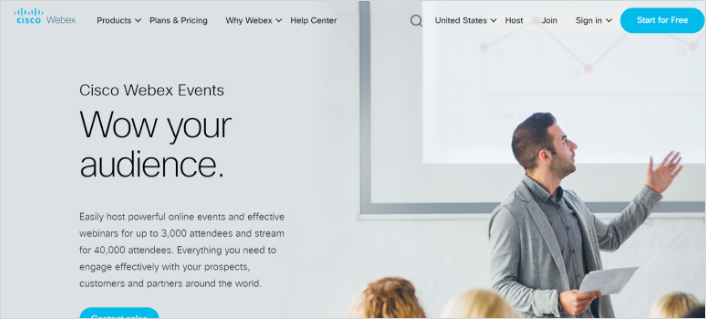 CISCO Webex
Products
Plans & Pricing
Why Webex
Help Center
United States
Host
Join
Sign in
Start for Free
Cisco Webex Events
Wow your
audience.
Easily host powerful online events and effective
webinars for up to 3,000 attendees and stream
for 40,000 attendees. Everything you need to
engage effectively with your prospects,
customers and partners around the world.
Contact sales